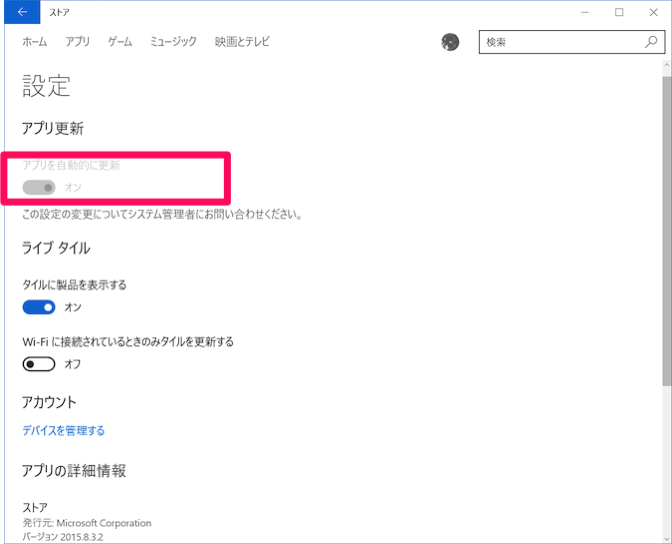 ストア
ホーム アプリ ゲーム ミュージック 映画とテレビ 検索
設定
アプリ更新
アプリを自動的に更新
オン
この設定の変更についてシステム管理者にお問い合わせください。
ライブ タイル
タイルに製品を表示する
オン
Wi-Fi に接続されているときのみタイルを更新する
オフ
アカウント
デバイスを管理する
アプリの詳細情報
ストア
発行元: Microsoft Corporation
バージョン 2015.8.3.2